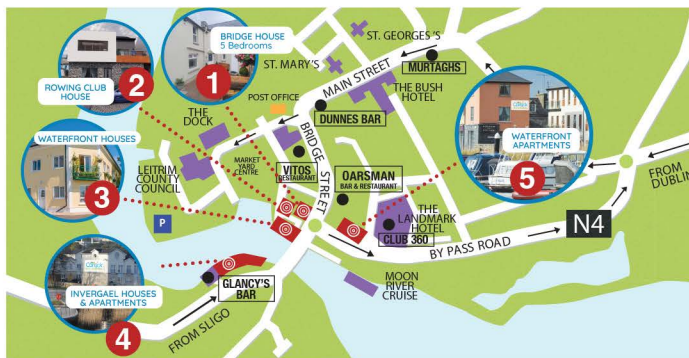 BRIDGE HOUSE
5 Bedrooms
1
2
ROWING CLUB
HOUSE
WATERFRONT HOUSES
3
INVERGAEL HOUSES
& APARTMENTS
4
WATERFRONT
APARTMENTS
5
ST. GEORGES'S
ST. MARY'S
MURTAGHS
MAIN STREET
THE BUSH
HOTEL
POST OFFICE
DUNNES BAR
THE
DOCK
BRIDGE STREET
MARKET
YARD CENTRE
VITOS
RESTAURANT
OARSMAN
BAR & RESTAURANT
LEITRIM
COUNTY
COUNCIL
P
THE
LANDMARK
HOTEL
CLUB 360
N4
FROM
DUBLIN
BY PASS ROAD
MOON
RIVER
CRUISE
GLANCY'S
BAR
FROM SLIGO